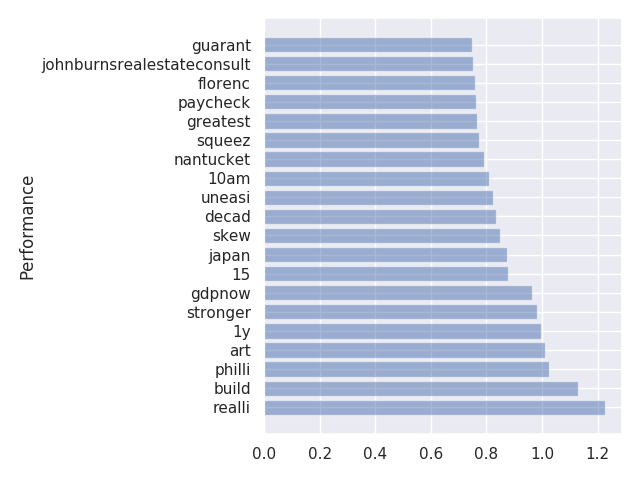 guarant
johnburnsrealestateconsult
florenc
paycheck
greatest
squeez
nantucket
10am
uneasi
decad
skew
japan
15
gdpnow
stronger
1y
art
philli
build
realli
Performance
0.0 0.2 0.4 0.6 0.8 1.0 1.2